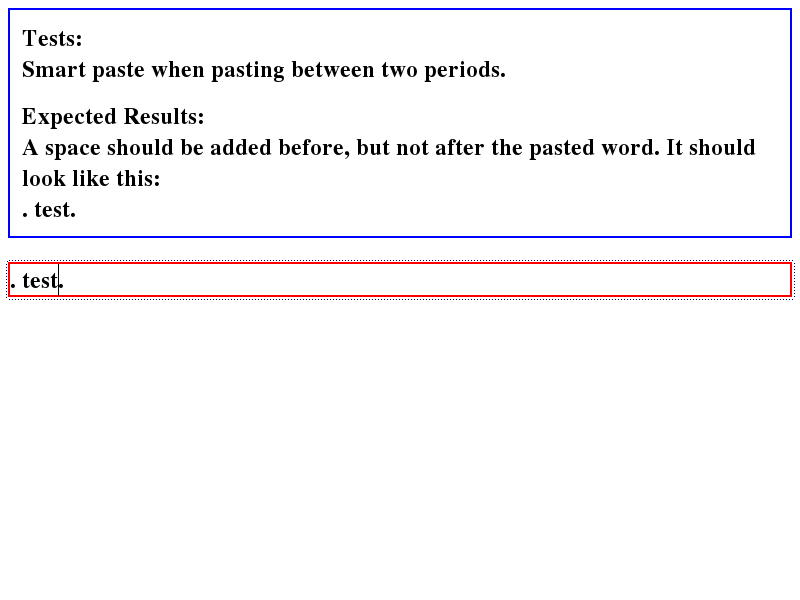 Tests:
Smart paste when pasting between two periods.
Expected Results:
A space should be added before, but not after the pasted word. It should
look like this:
. test.
. test.